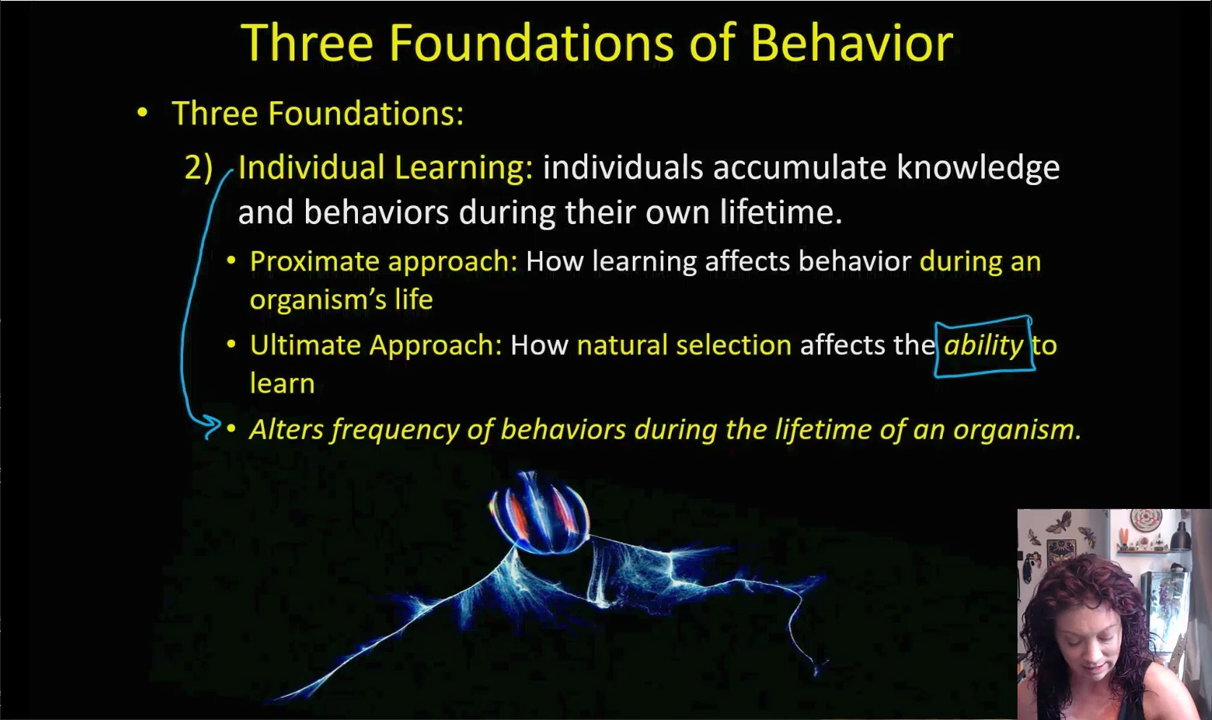 Three Foundations of Behavior
• Three Foundations:
2) Individual Learning: individuals accumulate knowledge
and behaviors during their own lifetime.
• Proximate approach: How learning affects behavior during an
organism's life
• Ultimate Approach: How natural selection affects the ability to
learn
• Alters frequency of behaviors during the lifetime of an organism.